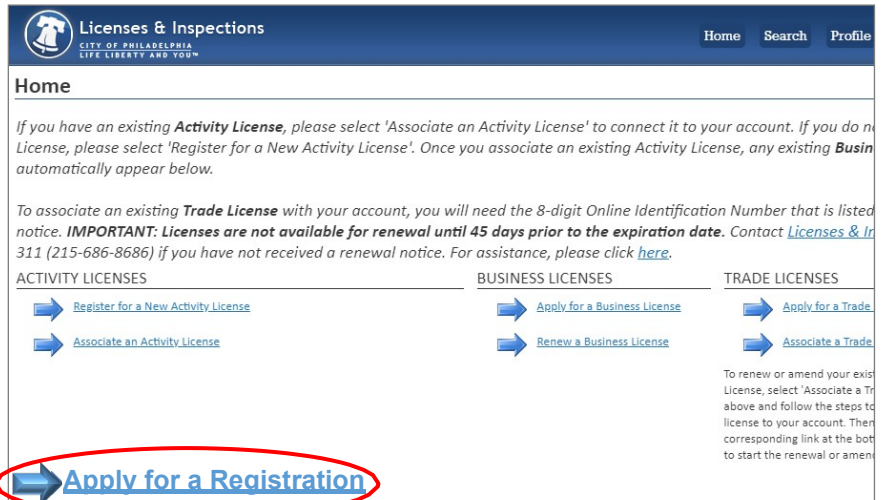 Licenses & Inspections
CITY OF PHILADELPHIA
LIFE LIBERTY AND YOU™
Home Search Profile
Home
If you have an existing Activity License, please select 'Associate an Activity License' to connect it to your account. If you do
License, please select 'Register for a New Activity License'. Once you associate an existing Activity License, any existing
automatically appear below.
To associate an existing Trade License with your account, you will need the 8-digit Online Identification Number that is listed
notice. IMPORTANT: Licenses are not available for renewal until 45 days prior to the expiration date. Contact Licenses &
311 (215-686-8686) if you have not received a renewal notice. For assistance, please click here.
ACTIVITY LICENSES
Register for a New Activity License
Associate an Activity License
BUSINESS LICENSES
Apply for a Business License
Renew a Business License
TRADE LICENSES
Apply for a Trade
Associate a Trade
To renew or amend your
License, select 'Associate a
above and follow the steps to
license to your account. Then
corresponding link at the
to start the renewal or
Apply for a Registration